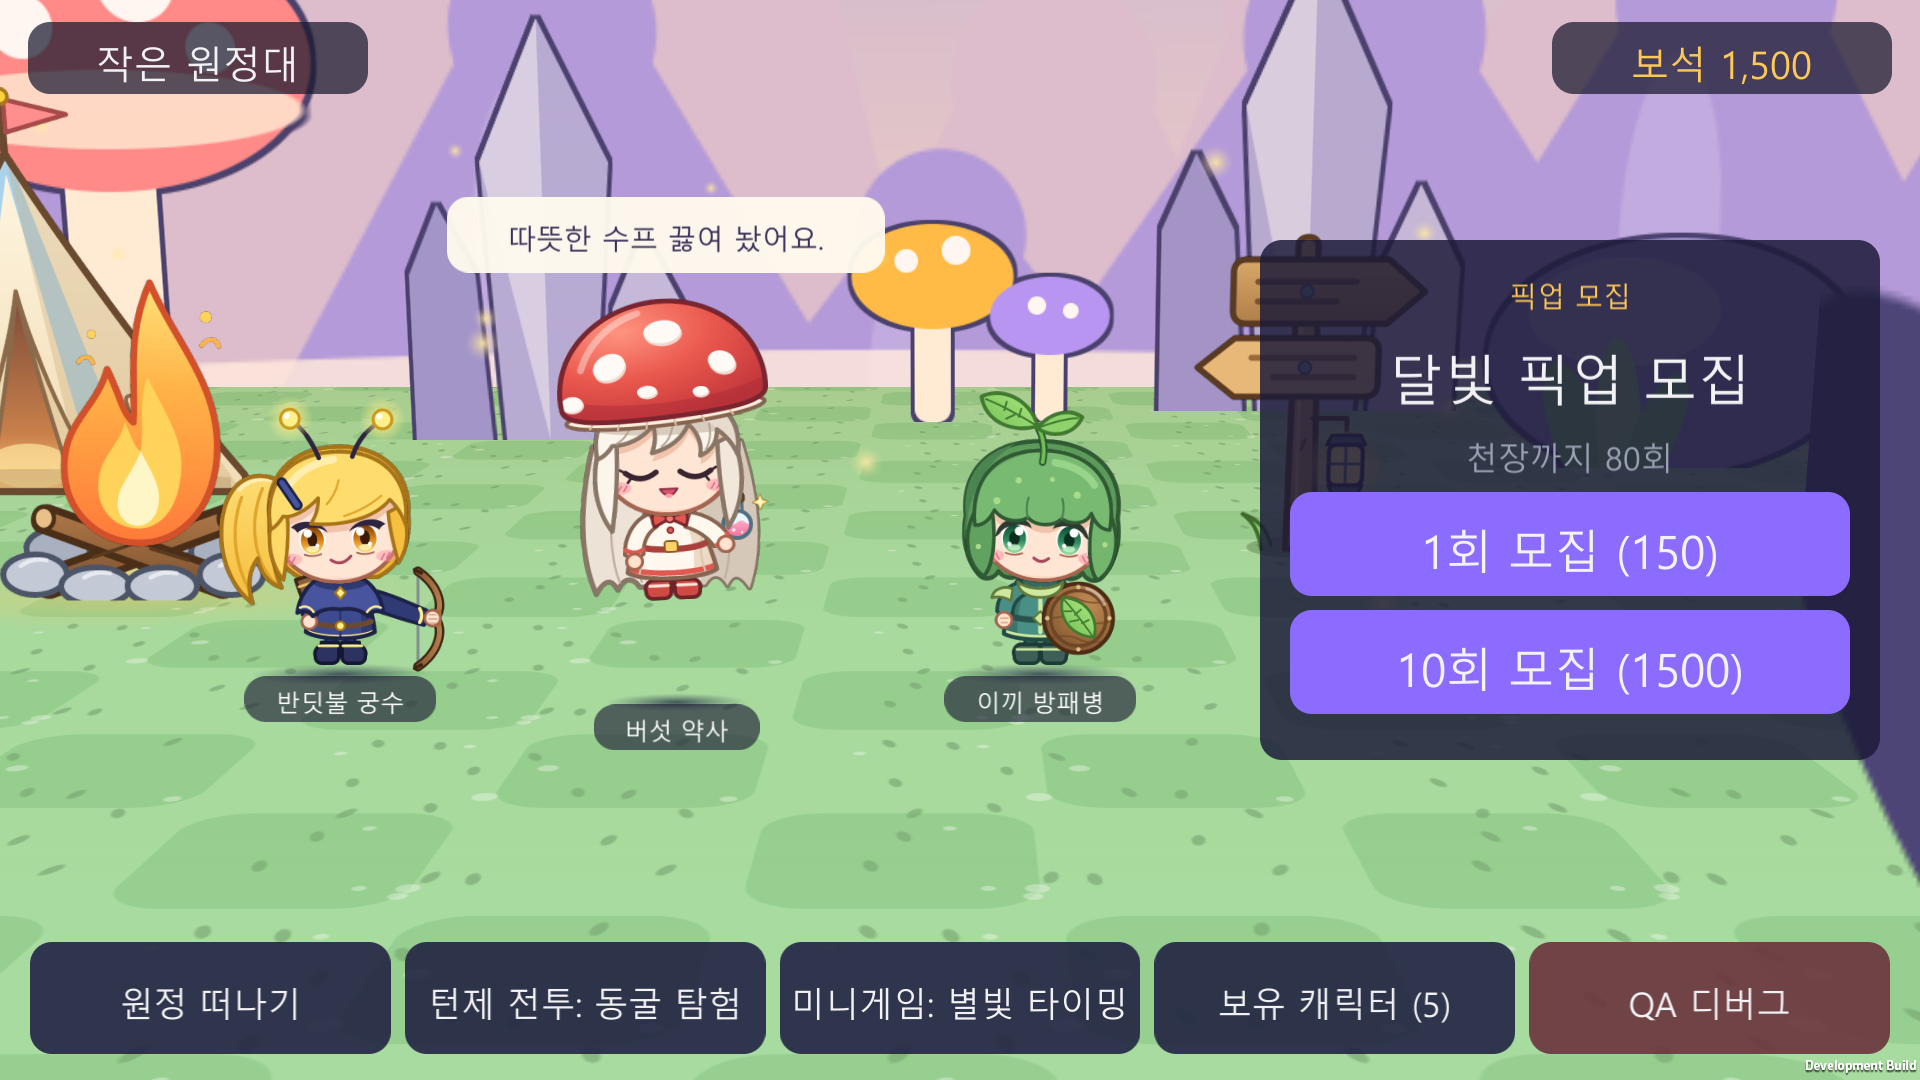 작은 원정대
보석 1,500
따뜻한 수프 끓여 놨어요.
픽업 모집
달빛 픽업 모집
천장까지 80회
1회 모집 (150)
10회 모집 (1500)
반딧불 궁수
버섯 약사
이끼 방패병
원정 떠나기
턴제 전투: 동굴 탐험
미니게임: 별빛 타이밍
보유 캐릭터 (5)
QA 디버그
Development Build